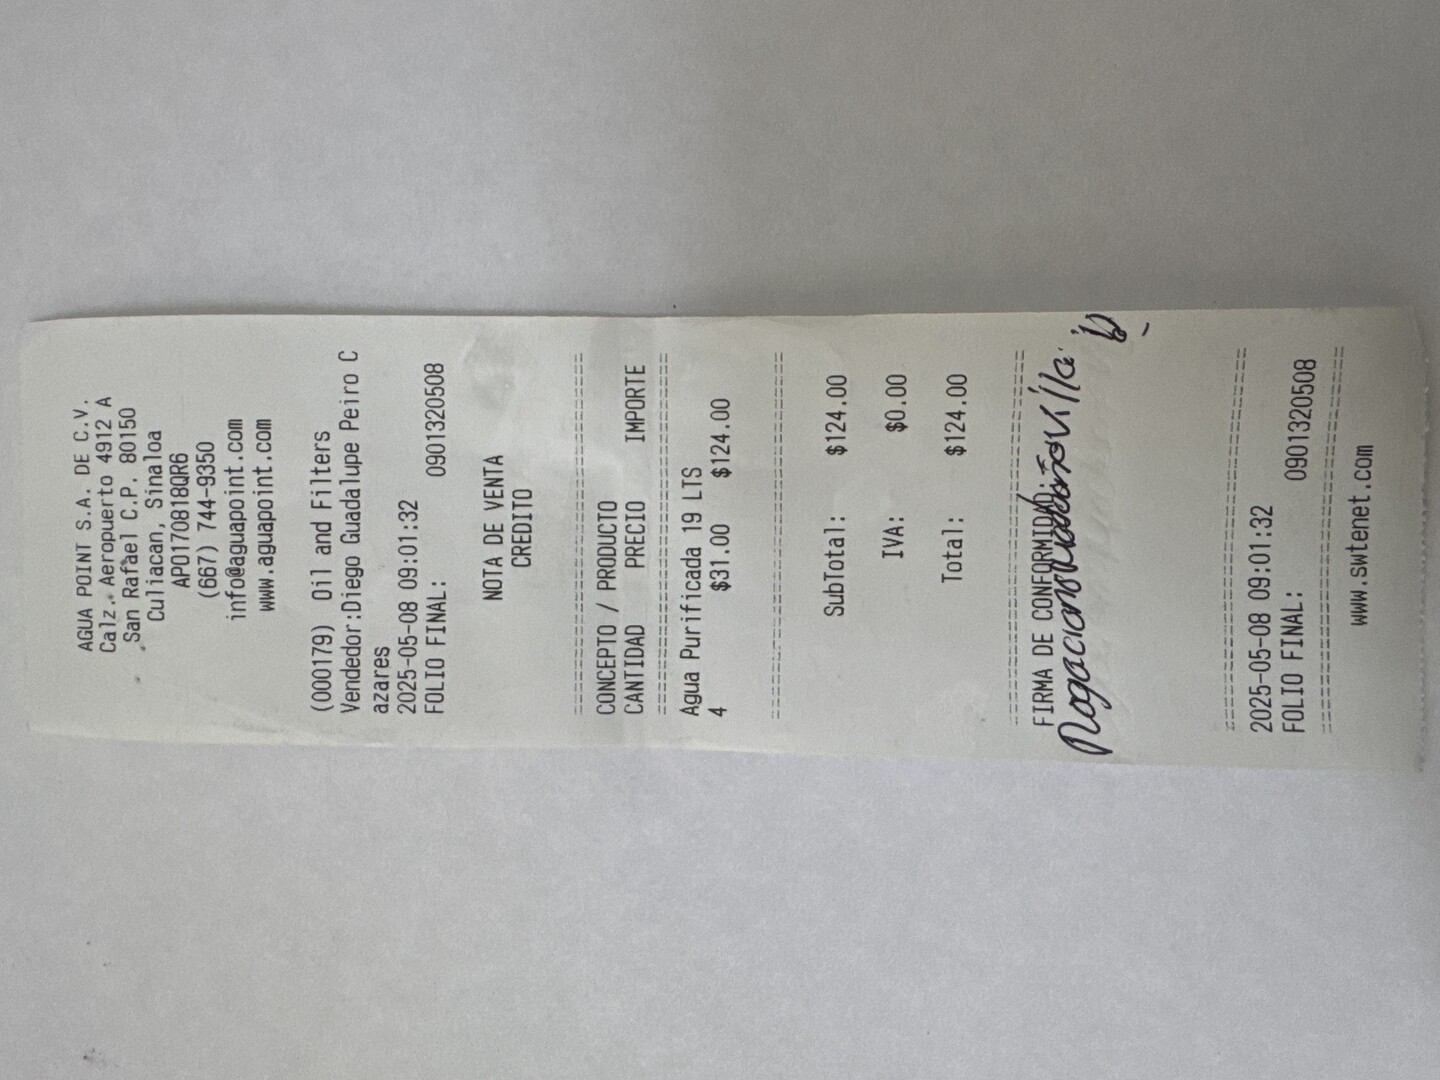 AGUA POINT S.A. DE C.V.
Calz. Aeropuerto 4912 A
San Rafael C.P. 80150
Culiacan, Sinaloa
APO170818QR6
(667) 744-9350
info@aguapoint.com
www.aguapoint.com
(000179) Oil and Filters
Vendedor:Diego Guadalupe Peiro C
azares
2025-05-08 09:01:32
FOLIO FINAL: 0901320508
NOTA DE VENTA
CREDITO
==============================
CONCEPTO / PRODUCTO
CANTIDAD PRECIO IMPORTE
==============================
Agua Purificada 19 LTS
4 $31.00 $124.00
==============================
SubTotal: $124.00
IVA: $0.00
Total: $124.00
==============================
FIRMA DE CONFORMIDAD:
==============================
2025-05-08 09:01:32
FOLIO FINAL: 0901320508
==============================
www.swtenet.com